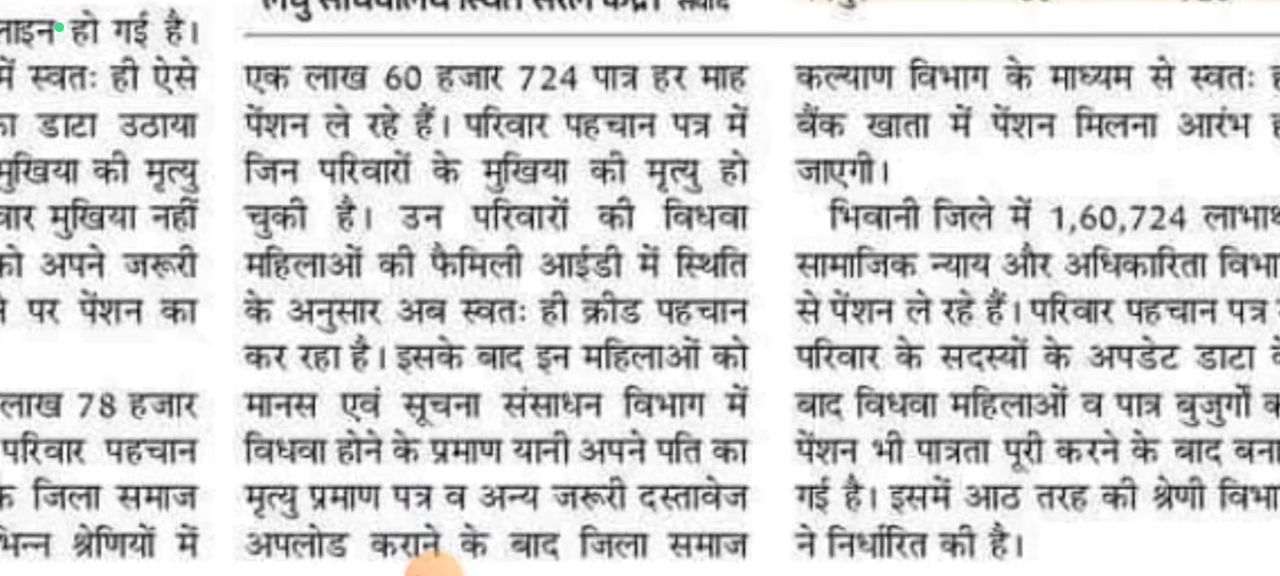 लाइन हो गई है।
में स्वतः ही ऐसे
का डाटा उठाया
मुखिया की मृत्यु
मुखिया नहीं
को अपने जरूरी
पर पेंशन का
लाख 78 हजार
परिवार पहचान
जिला समाज
भिन्न श्रेणियों में
लघु सचिवालय स्थित सरल केंद्र। संवाद
एक लाख 60 हजार 724 पात्र हर माह
पेंशन ले रहे हैं। परिवार पहचान पत्र में
जिन परिवारों के मुखिया की मृत्यु हो
चुकी है। उन परिवारों की विधवा
महिलाओं की फैमिली आईडी में स्थिति
के अनुसार अब स्वतः ही क्रीड पहचान
कर रहा है। इसके बाद इन महिलाओं को
मानस एवं सूचना संसाधन विभाग में
विधवा होने के प्रमाण यानी अपने पति का
मृत्यु प्रमाण पत्र व अन्य जरूरी दस्तावेज
अपलोड कराने के बाद जिला समाज
कल्याण विभाग के माध्यम से स्वतः
बैंक खाता में पेंशन मिलना आरंभ
जाएगी।
भिवानी जिले में 1,60,724 लाभार्थ
सामाजिक न्याय और अधिकारिता विभा
से पेंशन ले रहे हैं। परिवार पहचान पत्र
परिवार के सदस्यों के अपडेट डाटा
बाद विधवा महिलाओं व पात्र बुजुर्गों
पेंशन भी पात्रता पूरी करने के बाद बना
गई है। इसमें आठ तरह की श्रेणी विभा
ने निर्धारित की है।